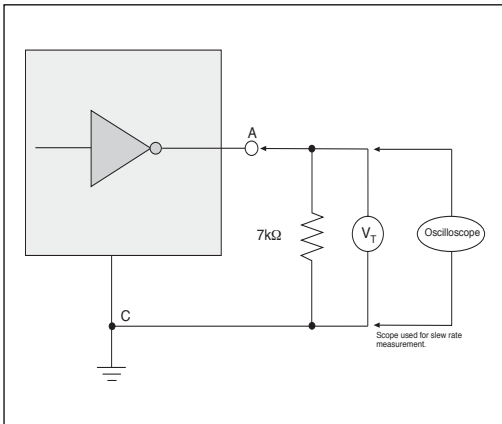 A
7kΩ
V_T
Oscilloscope
C
Scope used for slew rate
measurement.